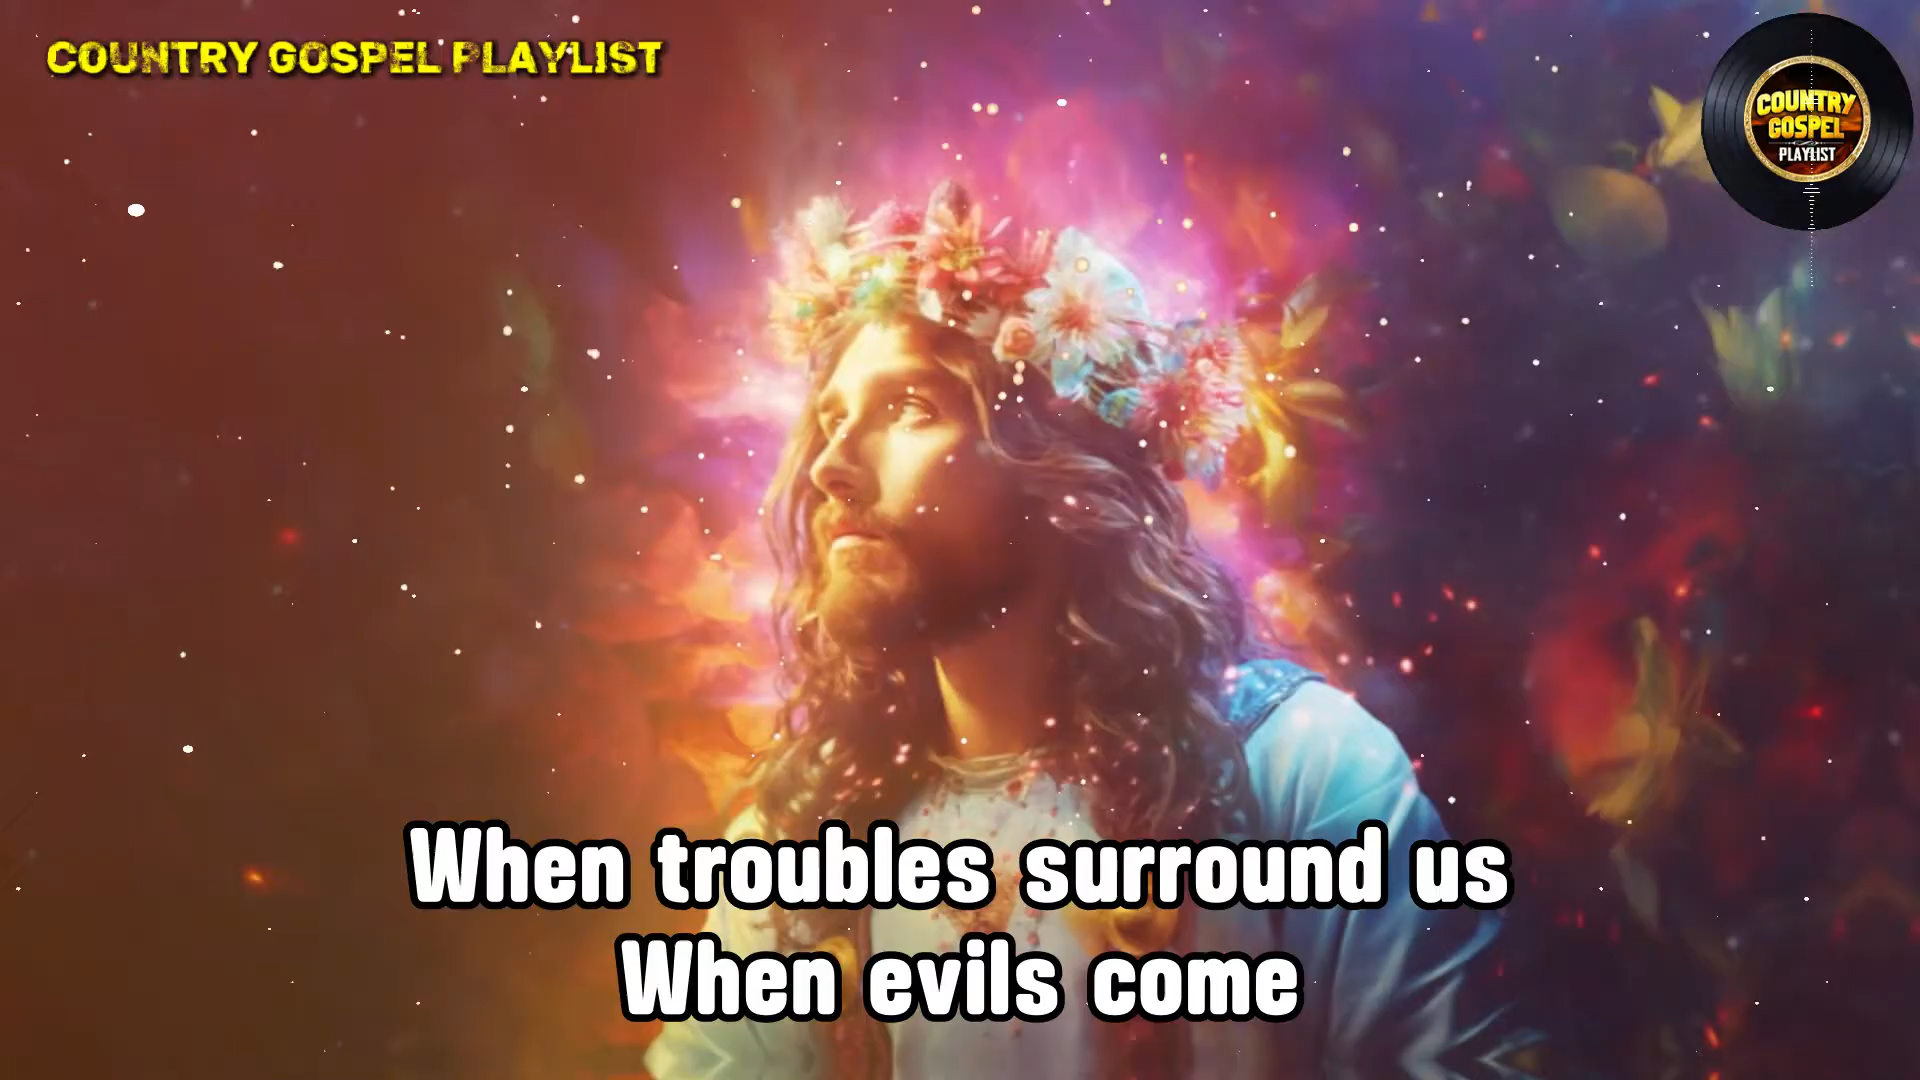 COUNTRY GOSPEL PLAYLIST
COUNTRY
GOSPEL
PLAYLIST
When troubles surround us
When evils come